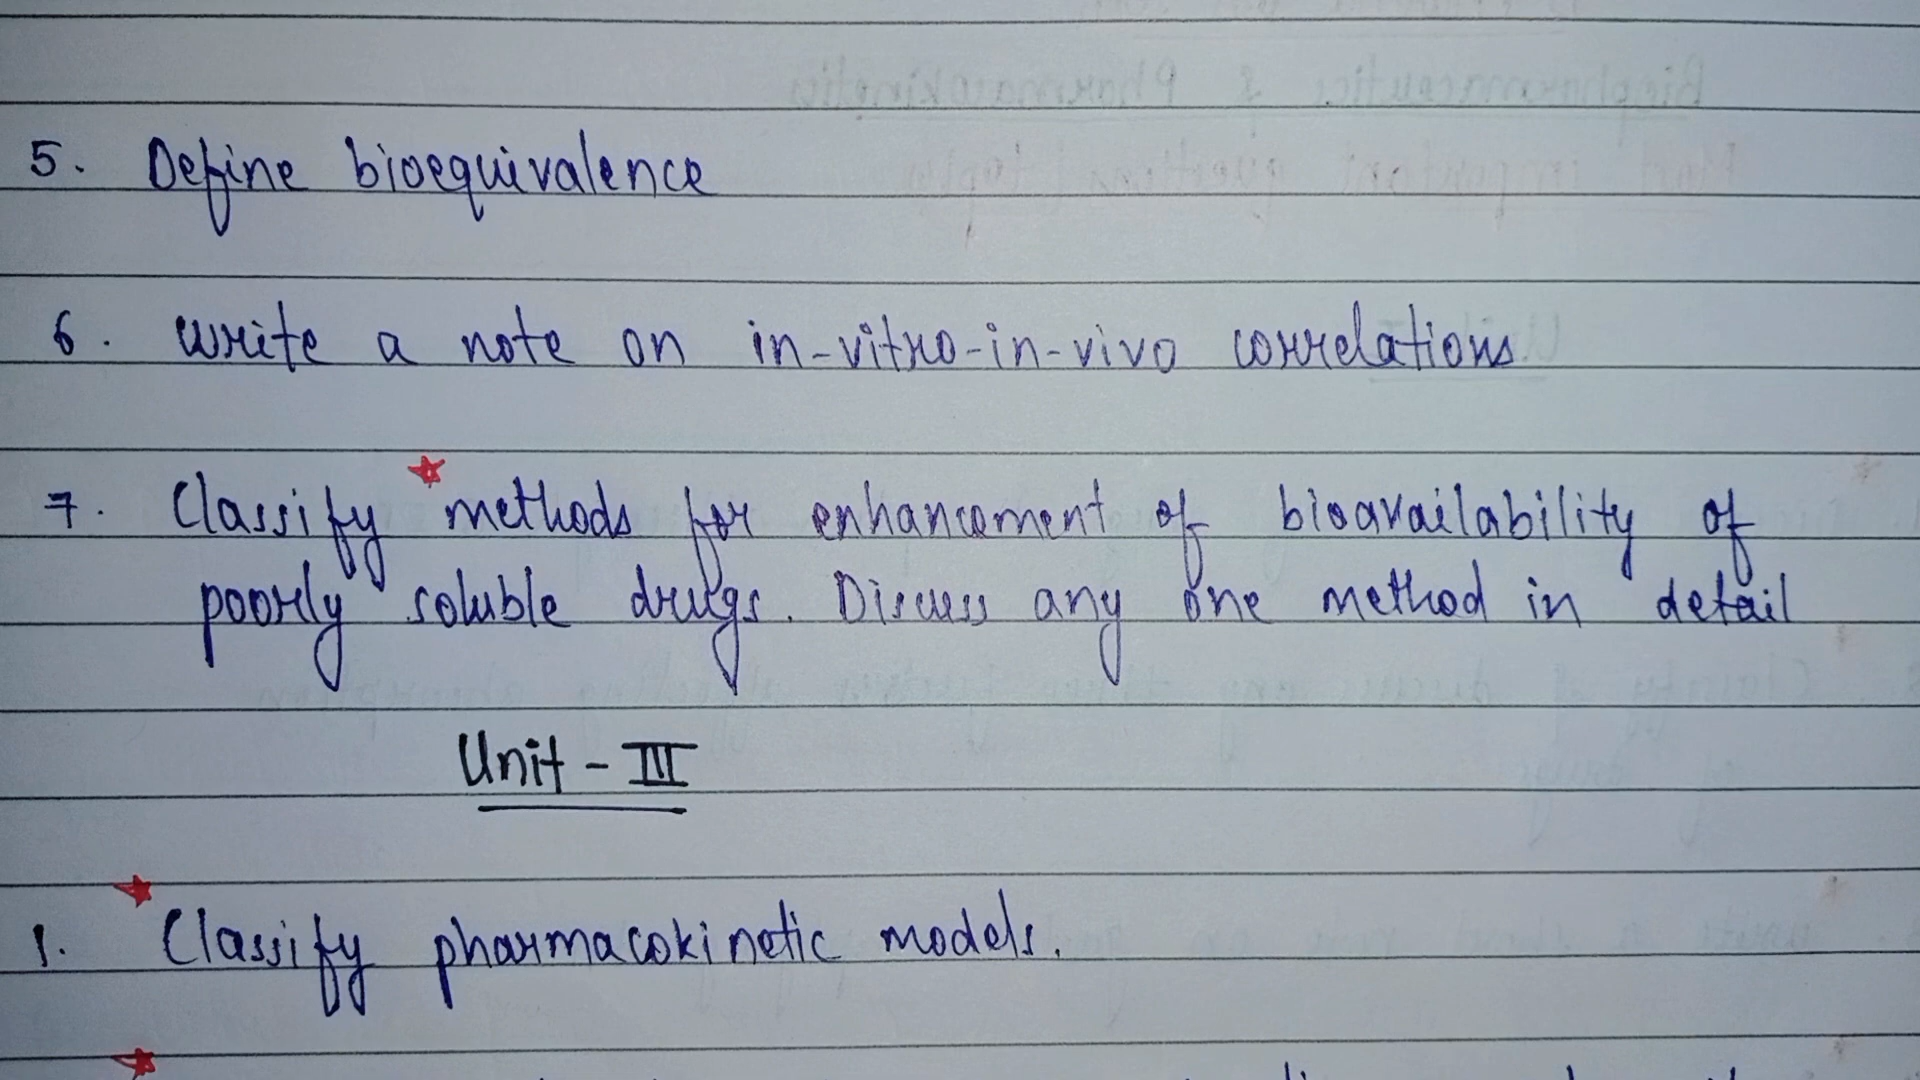 5. Define bioequivalence
6. Write a note on in-vitro-in-vivo correlations
7. Classify methods for enhancement of bioavailability of
poorly soluble drugs. Discuss any one method in detail
Unit - III
1. Classify pharmacokinetic models.